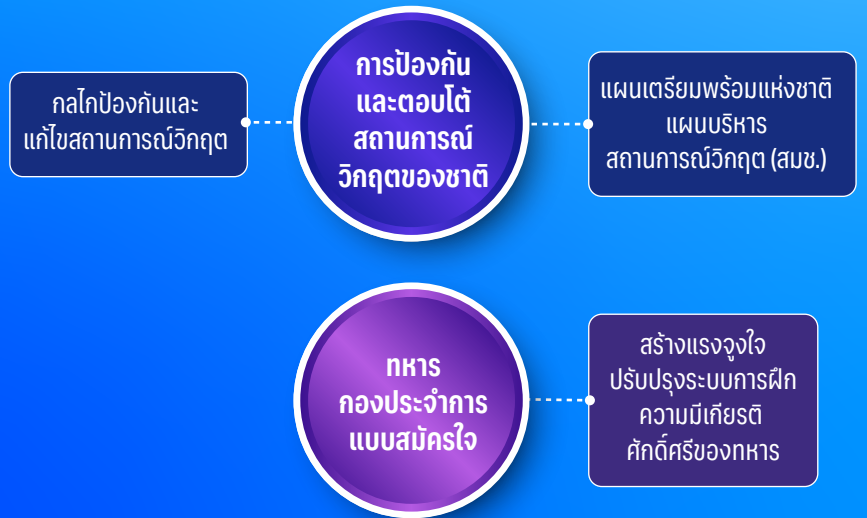 กลไกป้องกันและ
แก้ไขสถานการณ์วิกฤต
การป้องกัน
และตอบโต้
สถานการณ์
วิกฤตของชาติ
แผนเตรียมพร้อมแห่งชาติ
แผนบริหาร
สถานการณ์วิกฤต (สมช.)
ทหาร
กองประจำการ
แบบสมัครใจ
สร้างแรงจูงใจ
ปรับปรุงระบบการฝึก
ความมีเกียรติ
ศักดิ์ศรีของทหาร